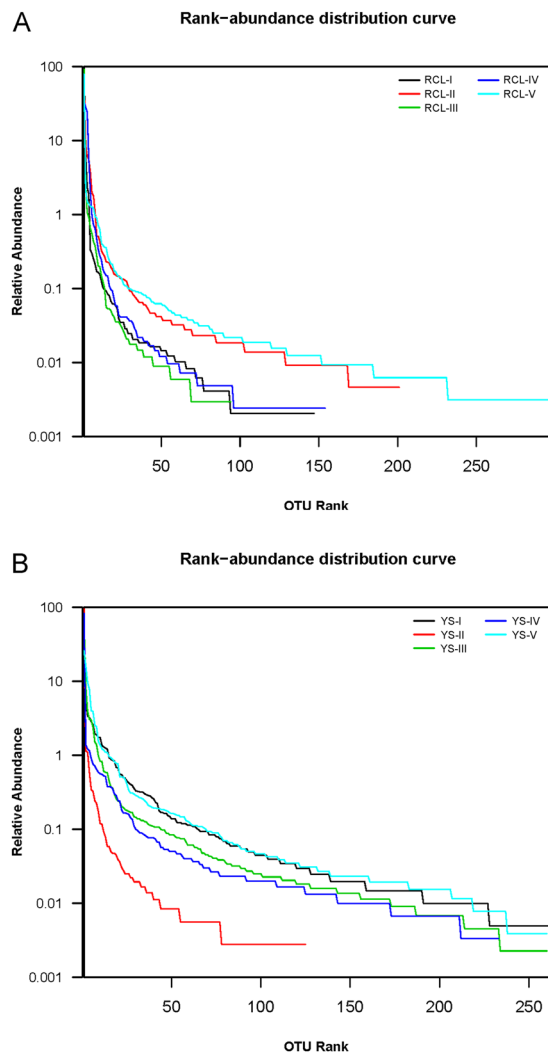 A
Rank−abundance distribution curve
100
10
1
0.1
0.01
0.001
Relative Abundance
RCL-I
RCL-II
RCL-III
RCL-IV
RCL-V
50
100
150
200
250
OTU Rank
B
Rank−abundance distribution curve
100
10
1
0.1
0.01
0.001
Relative Abundance
YS-I
YS-II
YS-III
YS-IV
YS-V
50
100
150
200
250
OTU Rank